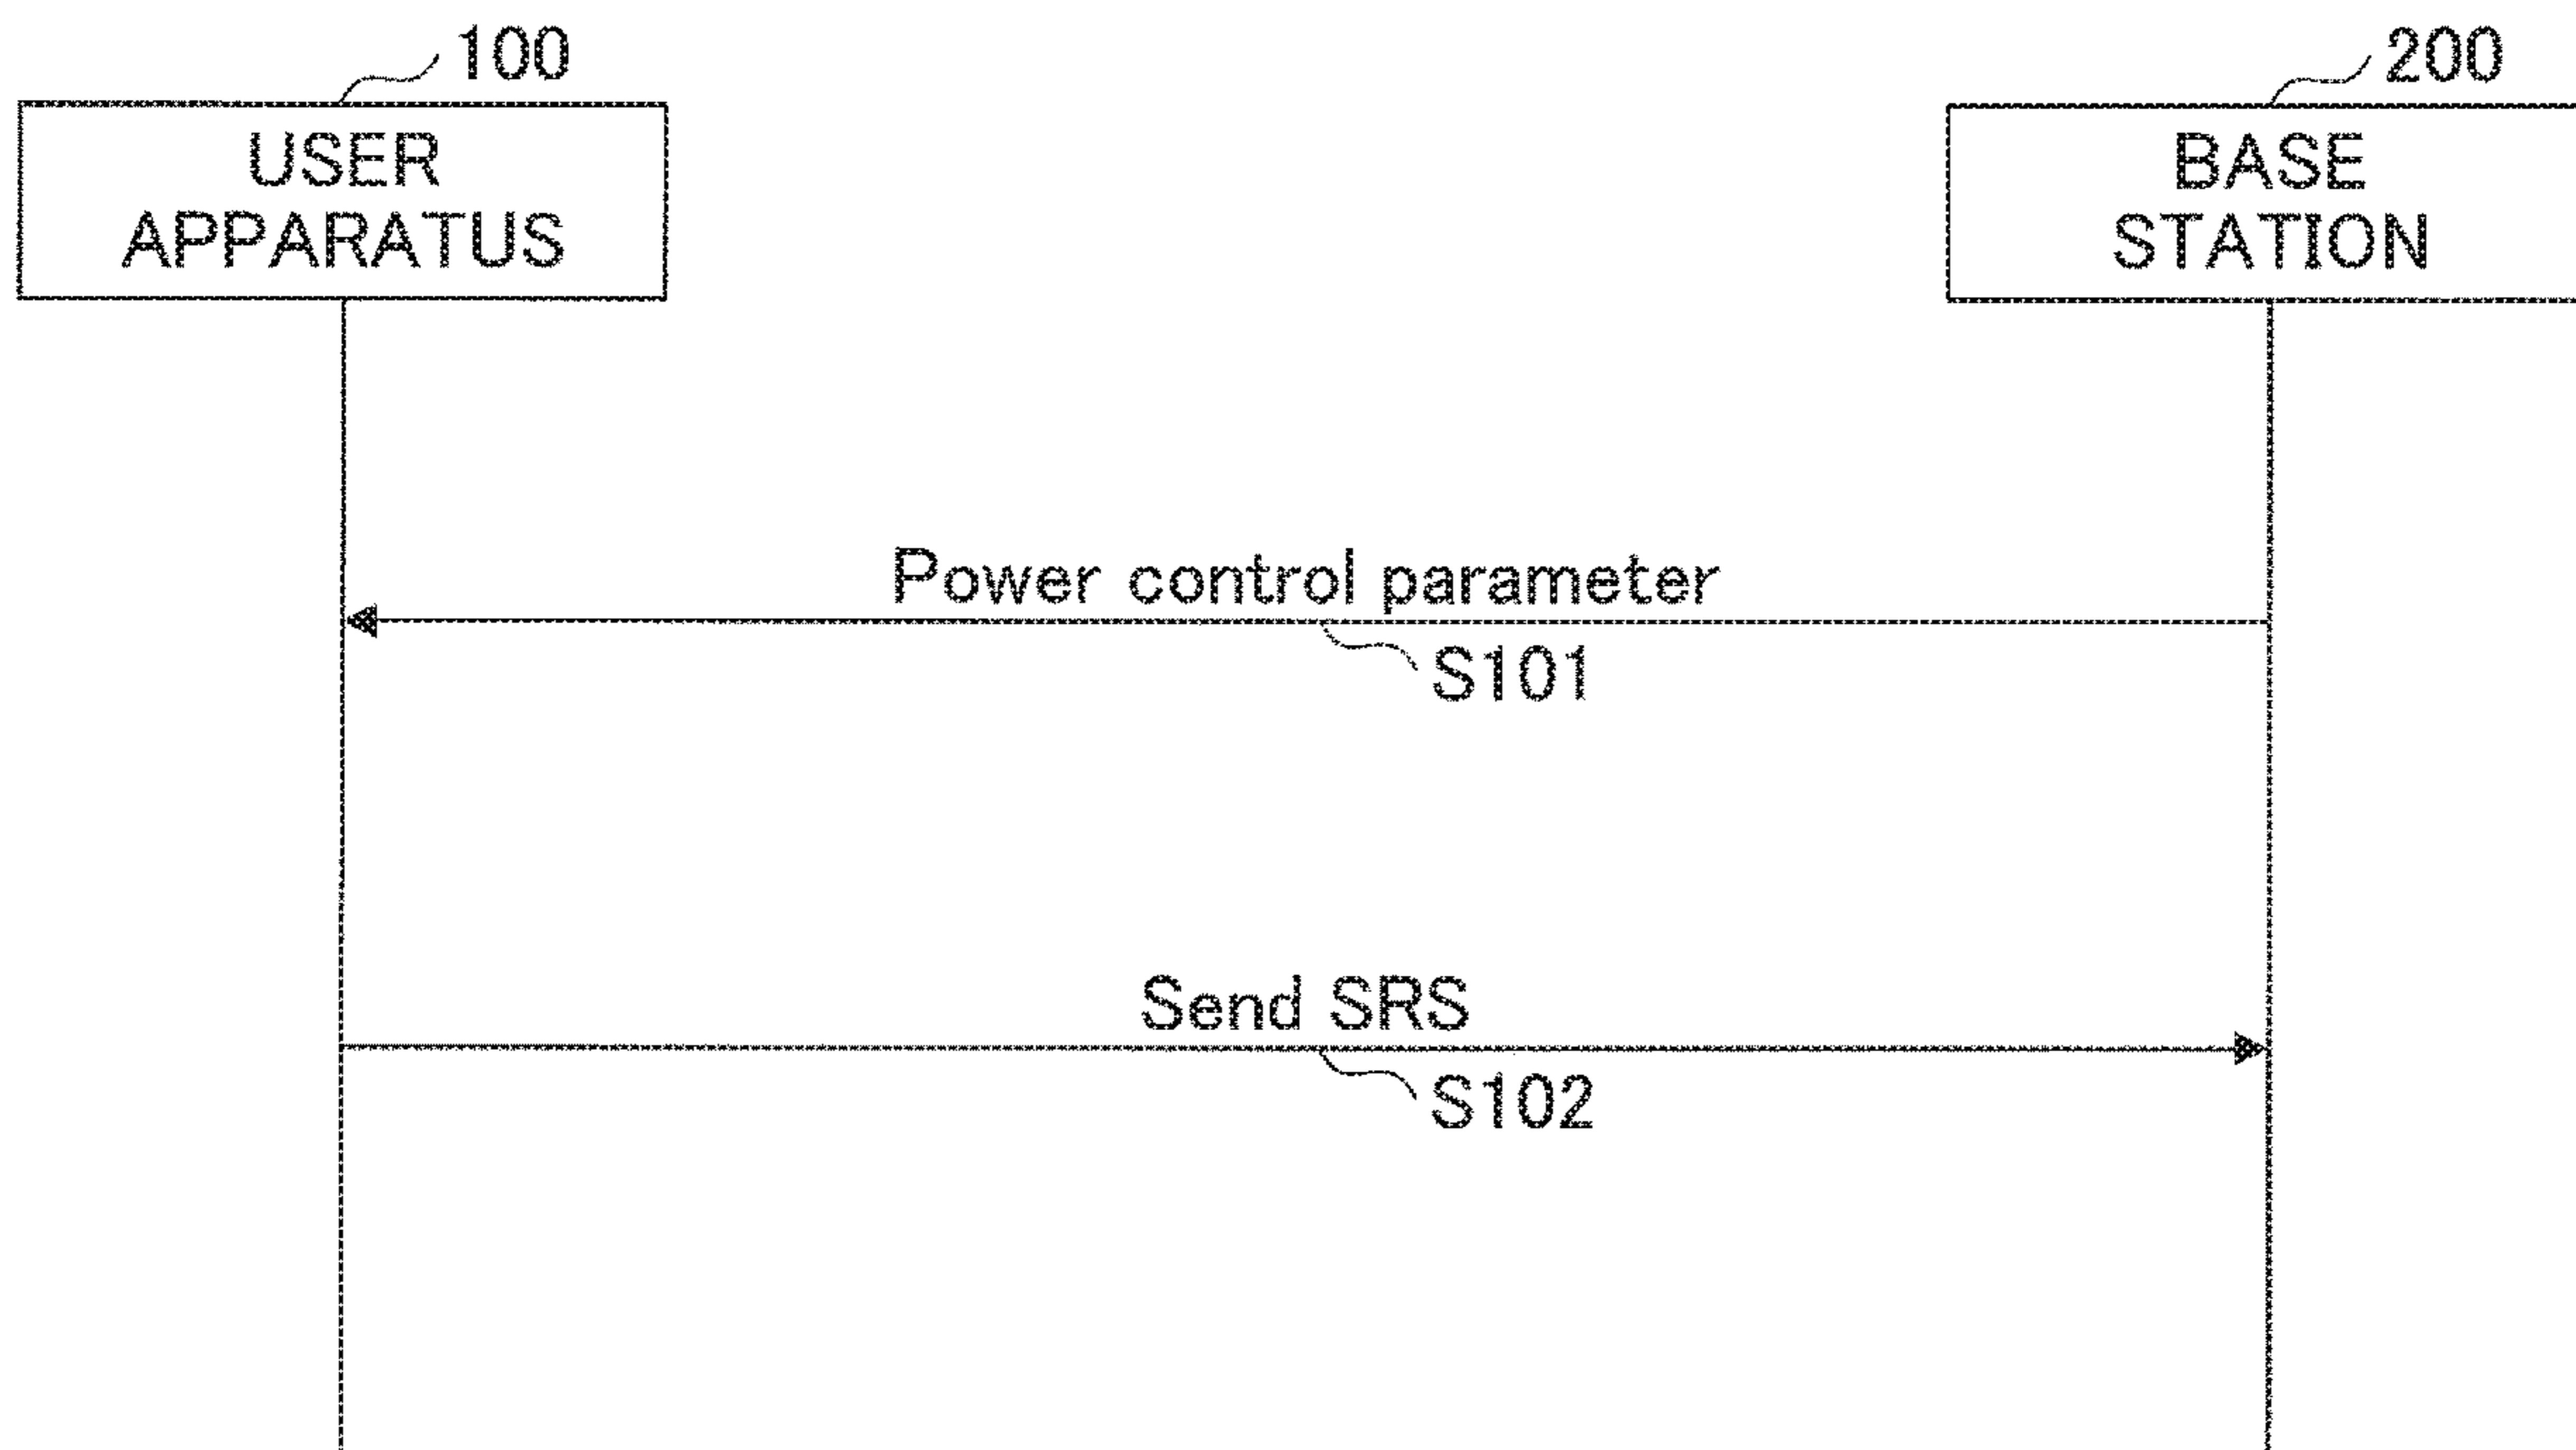 100
200
USER
APPARATUS
BASE
STATION
Power control parameter
S101
Send SRS
S102